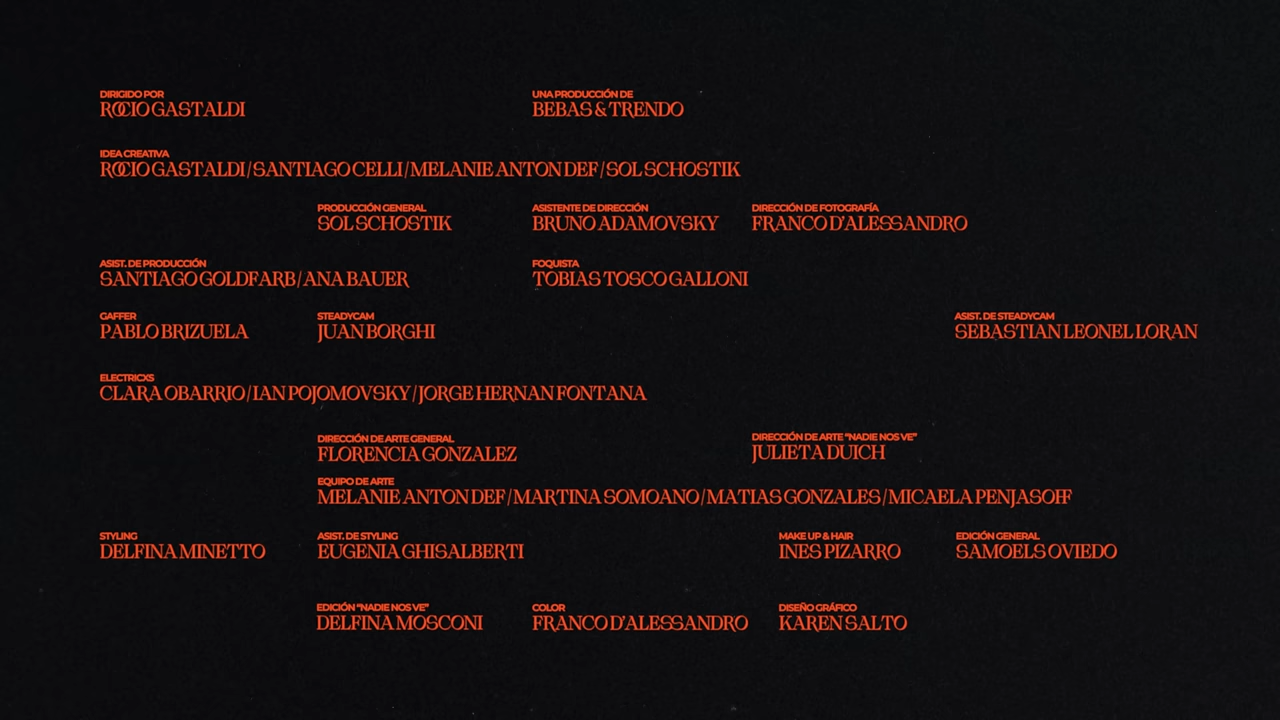 DIRIGIDO POR
ROCIO GASTALDI
UNA PRODUCCIÓN DE
BEBAS & TRENDO
IDEA CREATIVA
ROCIO GASTALDI / SANTIAGO CELLI / MELANIE ANTON DEF / SOL SCHOSTIK
PRODUCCIÓN GENERAL
SOL SCHOSTIK
ASISTENTE DE DIRECCIÓN
BRUNO ADAMOVSKY
DIRECCIÓN DE FOTOGRAFÍA
FRANCO D'ALESSANDRO
ASIST. DE PRODUCCIÓN
SANTIAGO GOLDFARB / ANA BAUER
FOQUISTA
TOBIAS TOSCO GALLONI
GAFFER
PABLO BRIZUELA
STEADYCAM
JUAN BORGHI
ASIST. DE STEADYCAM
SEBASTIAN LEONEL LORAN
ELECTRICXS
CLARA OBARRIO / IAN POJOMOVSKY / JORGE HERNAN FONTANA
DIRECCIÓN DE ARTE GENERAL
FLORENCIA GONZALEZ
DIRECCIÓN DE ARTE "NADIE NOS VE"
JULIETA DUICH
EQUIPO DE ARTE
MELANIE ANTON DEF / MARTINA SOMOANO / MATIAS GONZALES / MICAELA PENJASOFF
STYLING
DELFINA MINETTO
ASIST. DE STYLING
EUGENIA GHISALBERTI
MAKE UP & HAIR
INES PIZARRO
EDICIÓN GENERAL
SAMOELS OVIEDO
EDICIÓN "NADIE NOS VE"
DELFINA MOSCONI
COLOR
FRANCO D'ALESSANDRO
DISEÑO GRÁFICO
KAREN SALTO